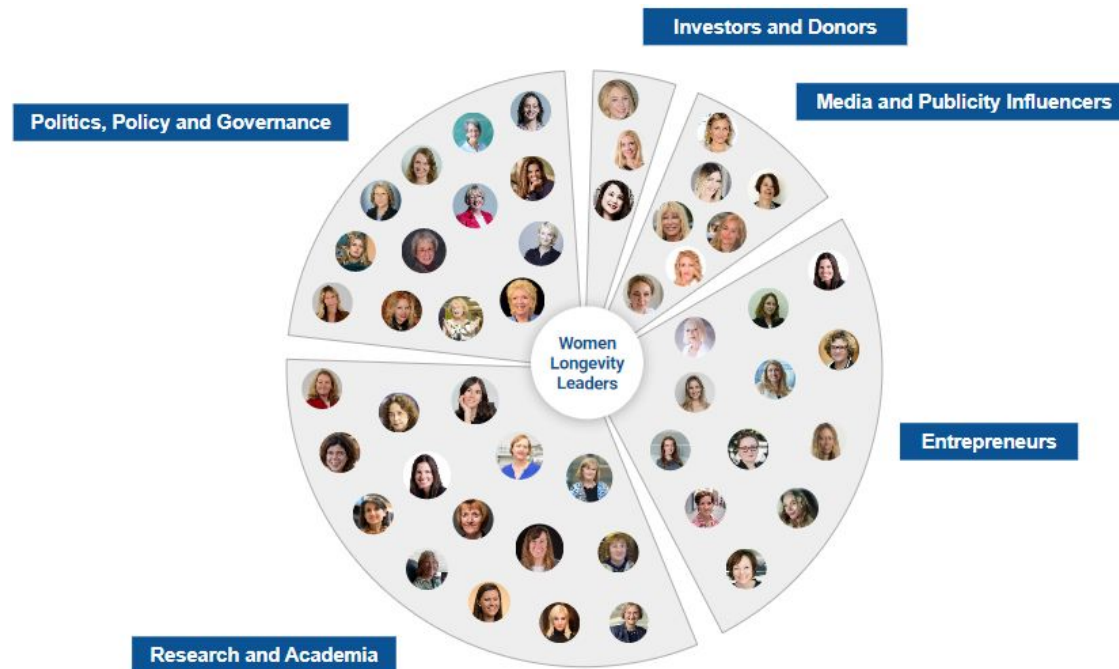 Investors and Donors
Media and Publicity Influencers
Politics, Policy and Governance
Women
Longevity
Leaders
Entrepreneurs
Research and Academia